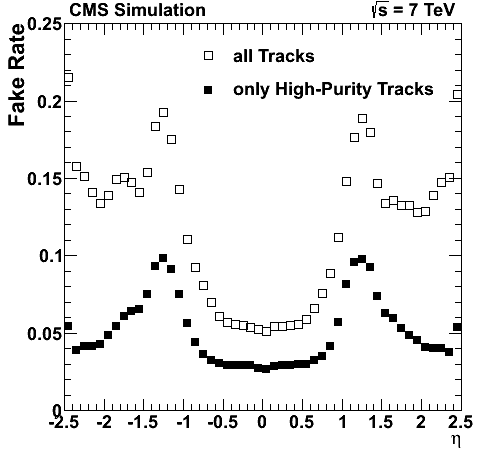 CMS Simulation √s = 7 TeV
Fake Rate
0.25
0.2
0.15
0.1
0.05
0
all Tracks
only High-Purity Tracks
-2.5 -2 -1.5 -1 -0.5 0 0.5 1 1.5 2 2.5
η